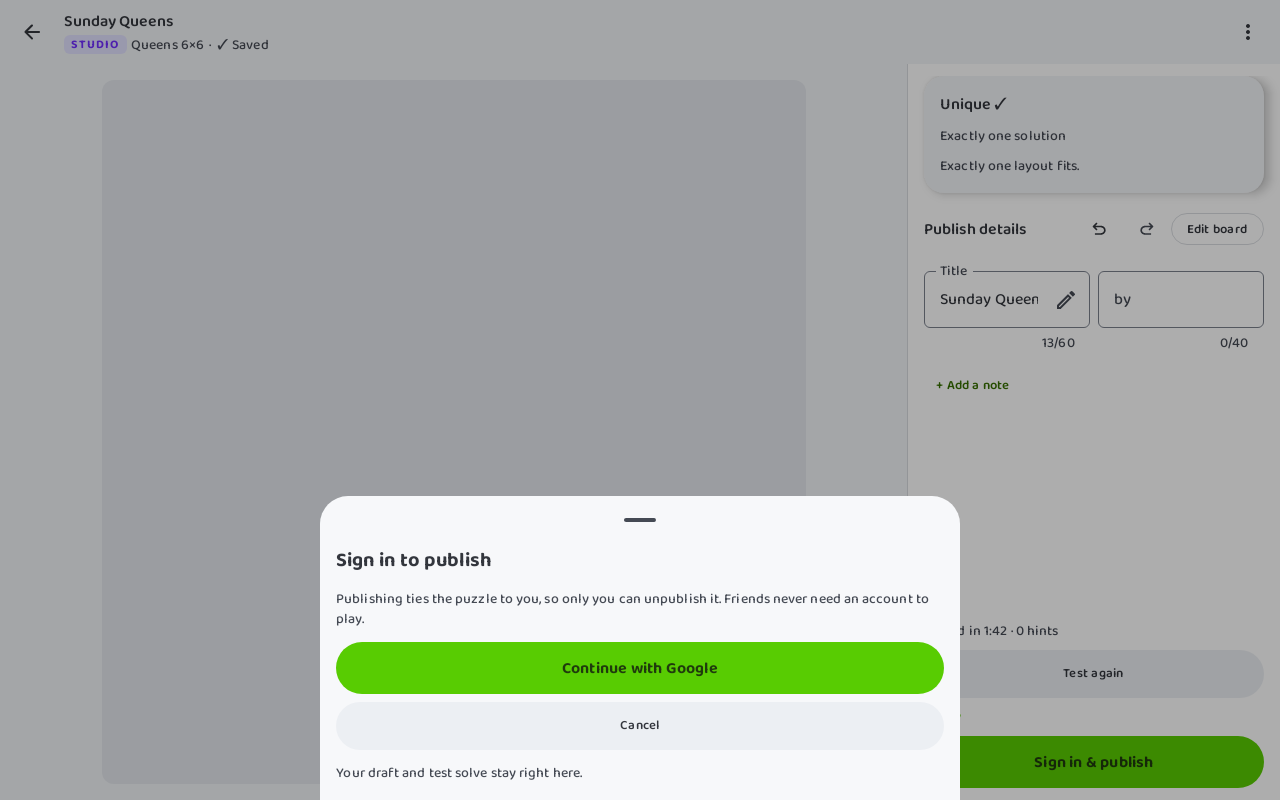 Sunday Queens
STUDIO Queens 6×6 · ✓ Saved
Unique ✓
Exactly one solution
Exactly one layout fits.
Publish details
Edit board
Title
Sunday Queen
by
13/60
0/40
+ Add a note
in 1:42 · 0 hints
Test again
Sign in & publish
Sign in to publish
Publishing ties the puzzle to you, so only you can unpublish it. Friends never need an account to
play.
Continue with Google
Cancel
Your draft and test solve stay right here.